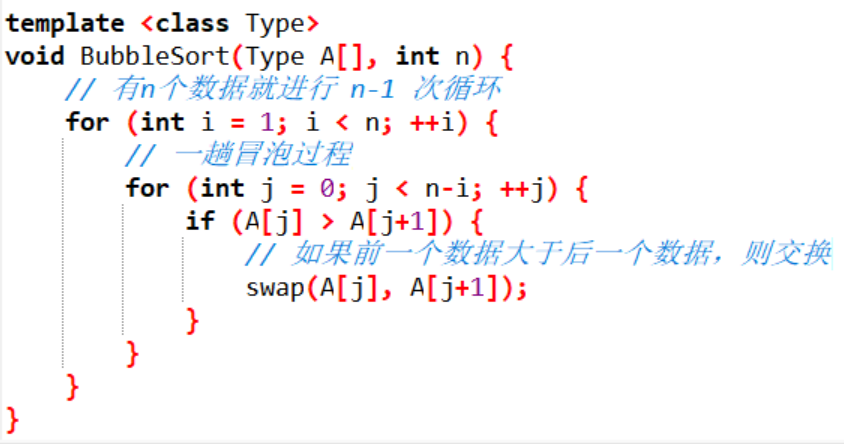 template <class Type>
void BubbleSort(Type A[], int n) {
    // 有n个数据就进行 n-1 次循环
    for (int i = 1; i < n; ++i) {
        // 一趟冒泡过程
        for (int j = 0; j < n-i; ++j) {
            if (A[j] > A[j+1]) {
                // 如果前一个数据大于后一个数据，则交换
                swap(A[j], A[j+1]);
            }
        }
    }
}